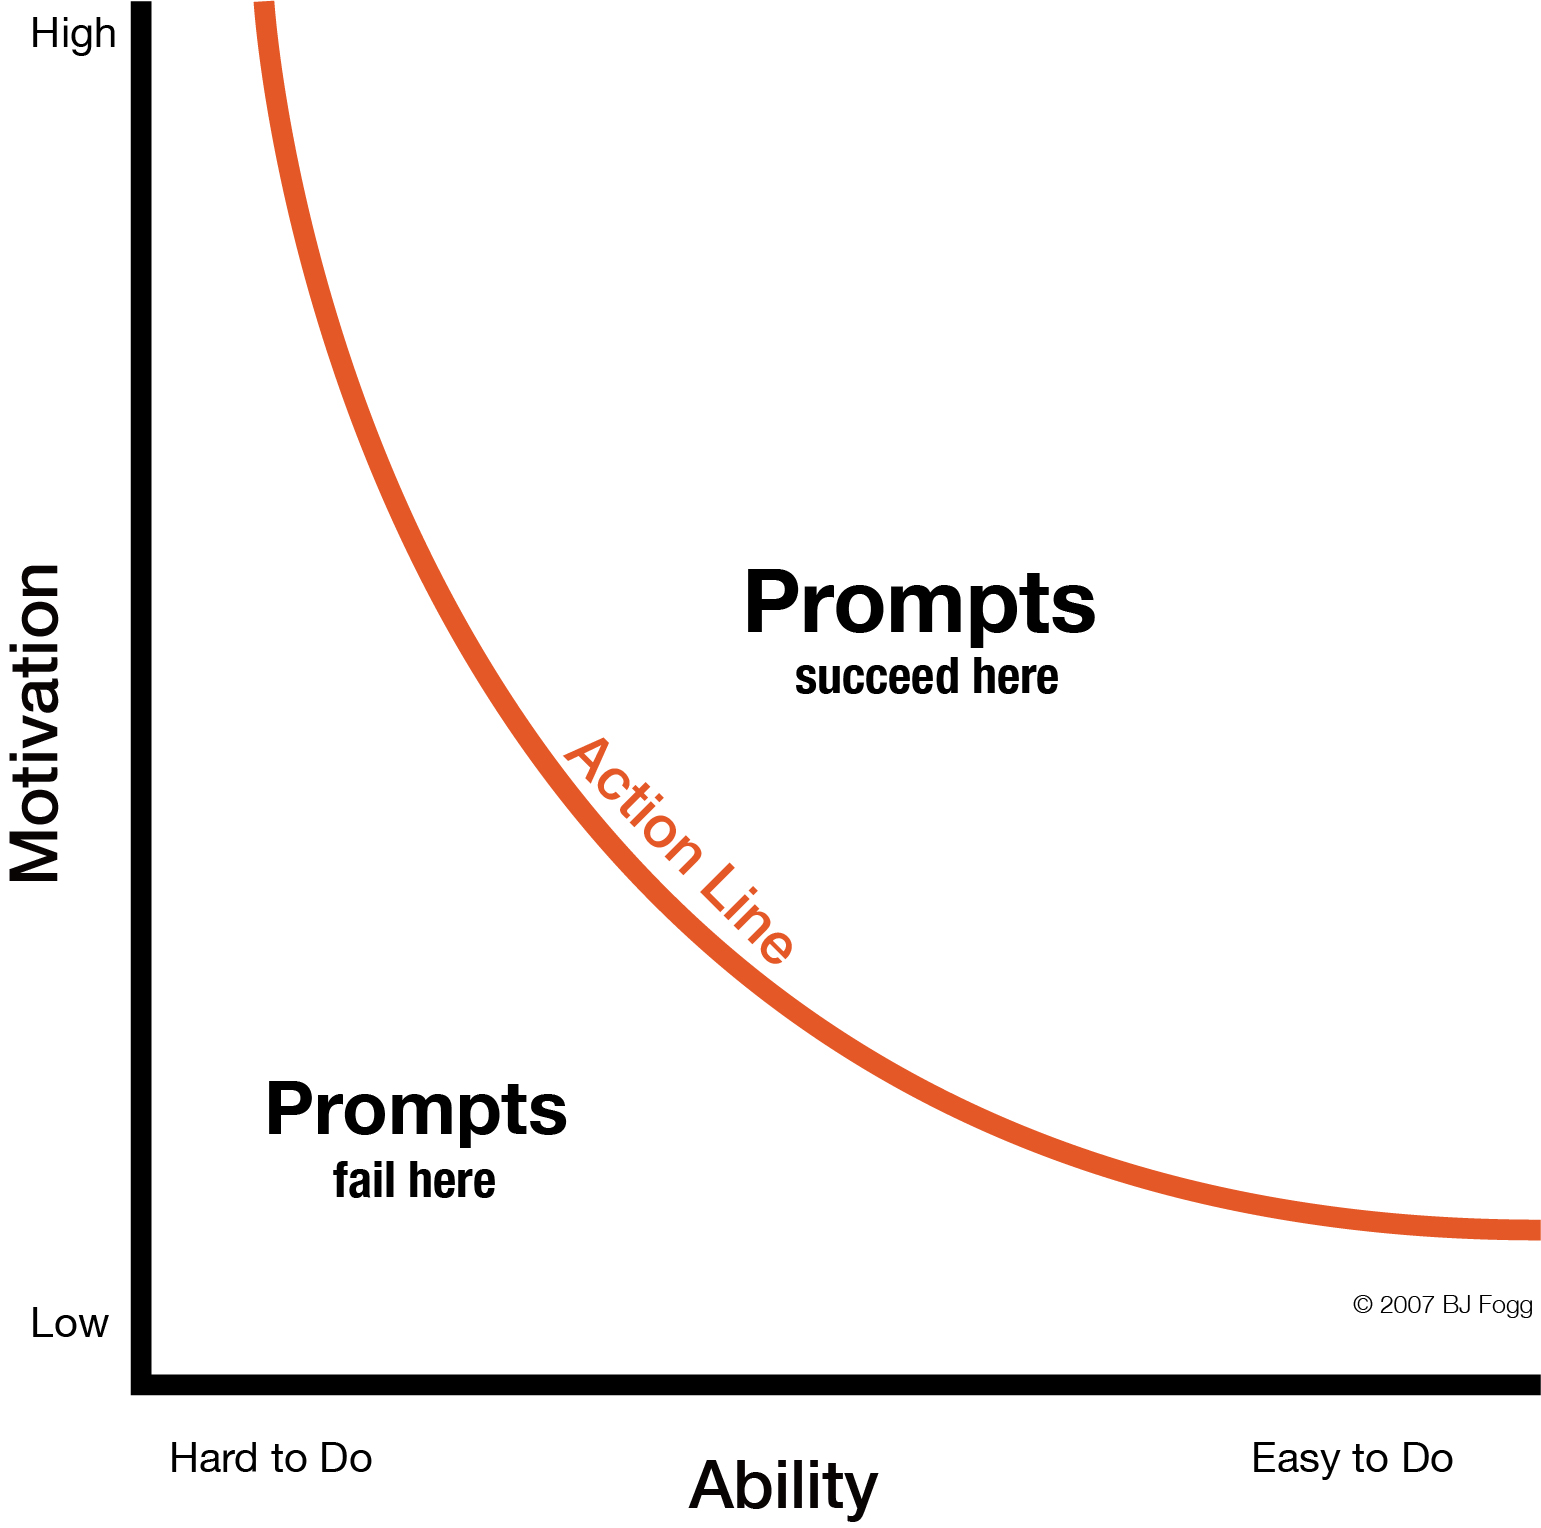 High
Motivation
Prompts
succeed here
Action Line
Prompts
fail here
Low
© 2007 BJ Fogg
Hard to Do
Ability
Easy to Do